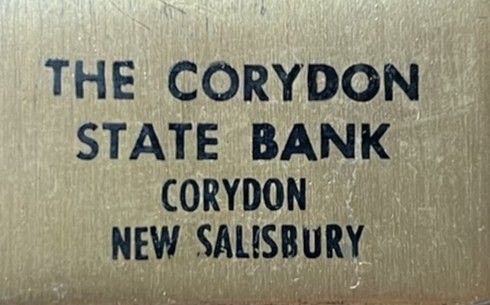 THE CORYDON
STATE BANK
CORYDON
NEW SALISBURY